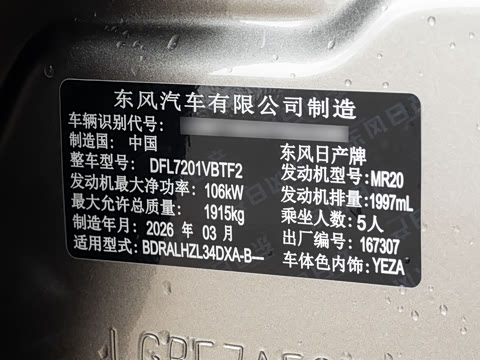 东风汽车有限公司制造
车辆识别代号：
制造国： 中国 东风日产牌
整车型号： DFL7201VBTF2 发动机型号: MR20
发动机最大净功率： 106kW 发动机排量: 1997mL
最大允许总质量： 1915kg 乘坐人数: 5人
制造年月： 2026 年 03 月 出厂编号: 167307
适用型式: BDRALHZL34DXA-B— 车体色内饰: YEZA